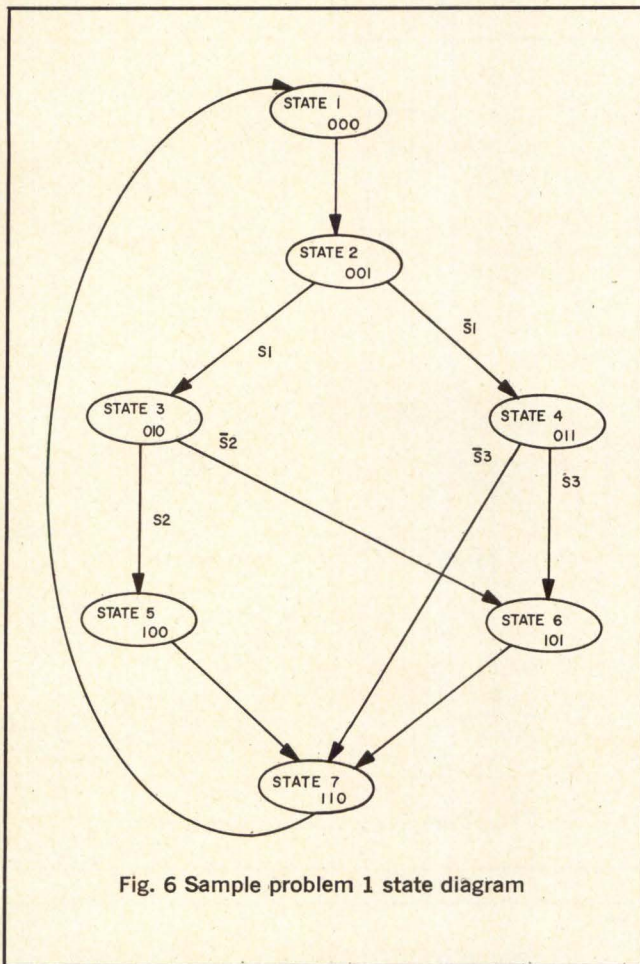 STATE 1
000
STATE 2
001
S1
S̄1
STATE 3
010
S̄2
STATE 4
011
S̄3
S3
S2
STATE 5
100
STATE 6
101
STATE 7
110
Fig. 6 Sample problem 1 state diagram